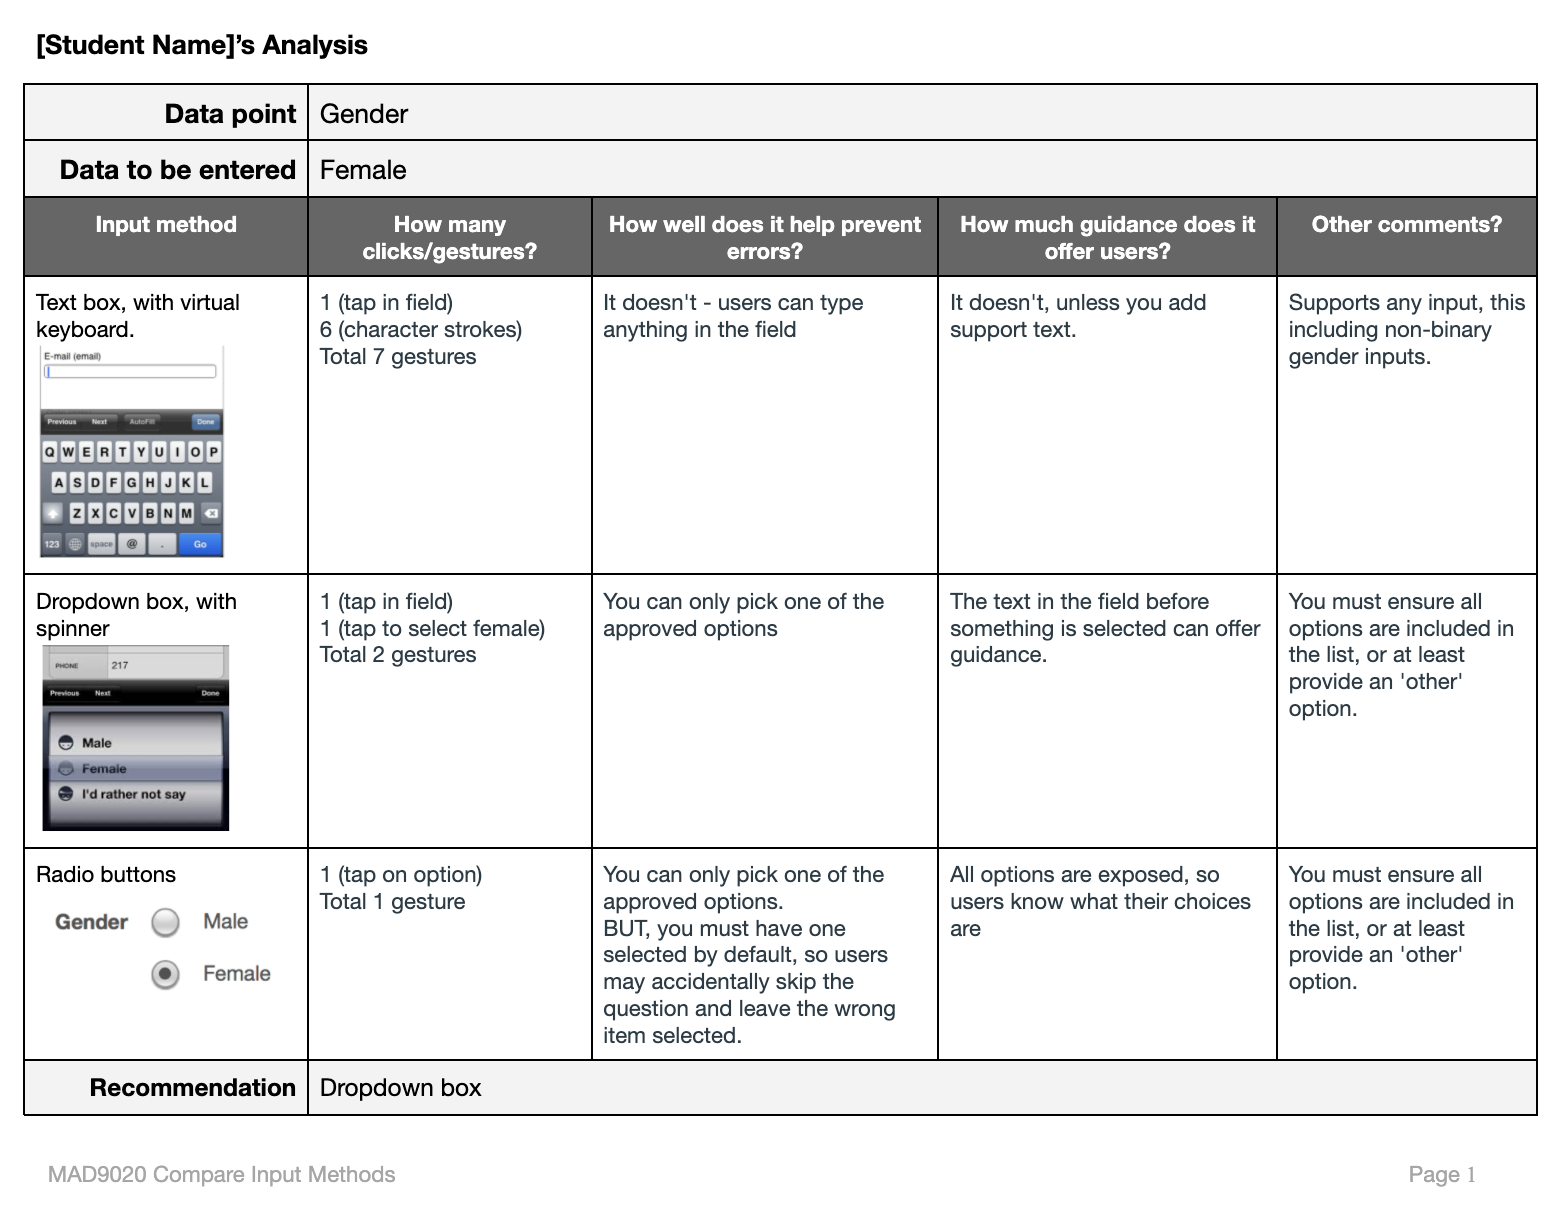 [Student Name]’s Analysis
Data point
Gender
Data to be entered
Female
Input method
How many
clicks/gestures?
How well does it help prevent
errors?
How much guidance does it
offer users?
Other comments?
Text box, with virtual
keyboard.
E-mail (email)
Previous Next AutoFill Done
Q W E R T Y U I O P
A S D F G H J K L
Z X C V B N M
123 space @ . Go
1 (tap in field)
6 (character strokes)
Total 7 gestures
It doesn't - users can type
anything in the field
It doesn't, unless you add
support text.
Supports any input, this
including non-binary
gender inputs.
Dropdown box, with
spinner
PHONE 217
Previous Next Done
Male
Female
I'd rather not say
1 (tap in field)
1 (tap to select female)
Total 2 gestures
You can only pick one of the
approved options
The text in the field before
something is selected can offer
guidance.
You must ensure all
options are included in
the list, or at least
provide an 'other'
option.
Radio buttons
Gender Male
Female
1 (tap on option)
Total 1 gesture
You can only pick one of the
approved options.
BUT, you must have one
selected by default, so users
may accidentally skip the
question and leave the wrong
item selected.
All options are exposed, so
users know what their choices
are
You must ensure all
options are included in
the list, or at least
provide an 'other'
option.
Recommendation
Dropdown box
MAD9020 Compare Input Methods
Page 1